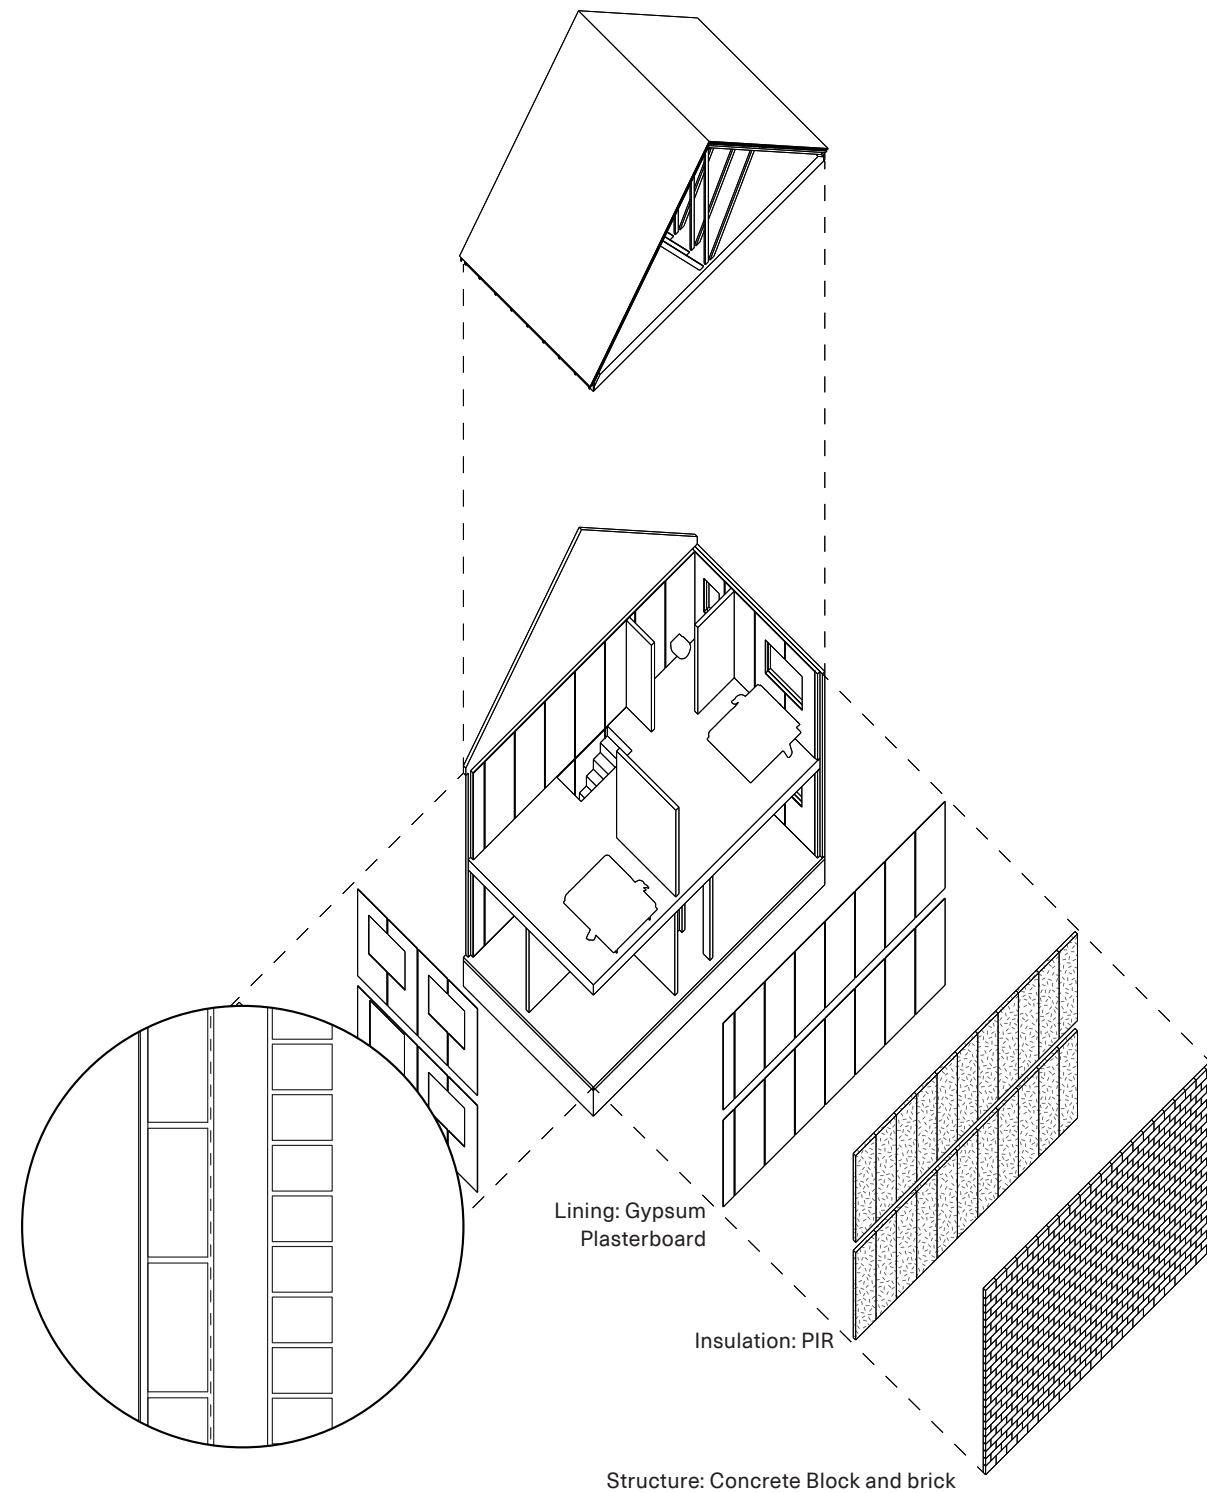 Lining: Gypsum
Plasterboard
Insulation: PIR
Structure: Concrete Block and brick